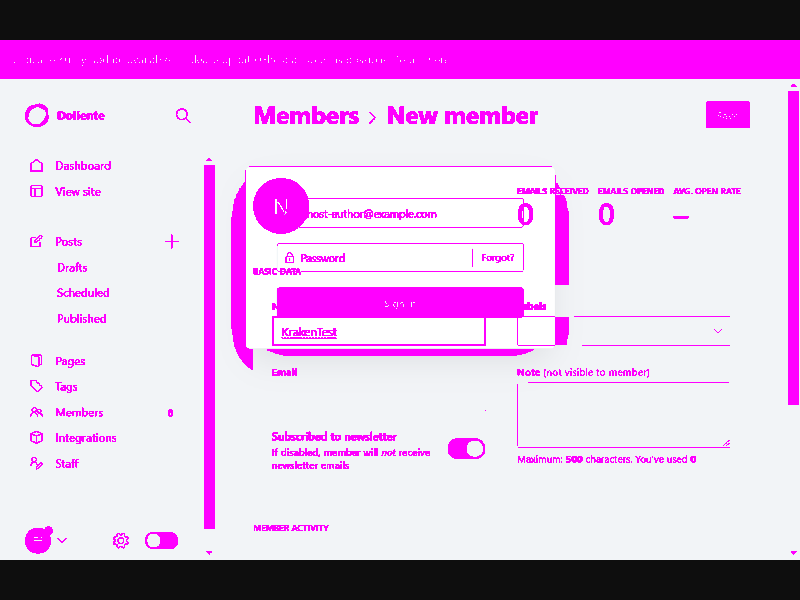 Doliente
Members › New member
Save
Dashboard
View site
Posts
Drafts
Scheduled
Published
Pages
Tags
Members 0
Integrations
Staff
N
host-author@example.com
Password
Forgot?
Sign in
EMAILS RECEIVED
0
EMAILS OPENED
0
AVG. OPEN RATE
–
BASIC DATA
KrakenTest
Email
Subscribed to newsletter
If disabled, member will not receive
newsletter emails
Labels
Note (not visible to member)
Maximum: 500 characters. You've used 0
MEMBER ACTIVITY